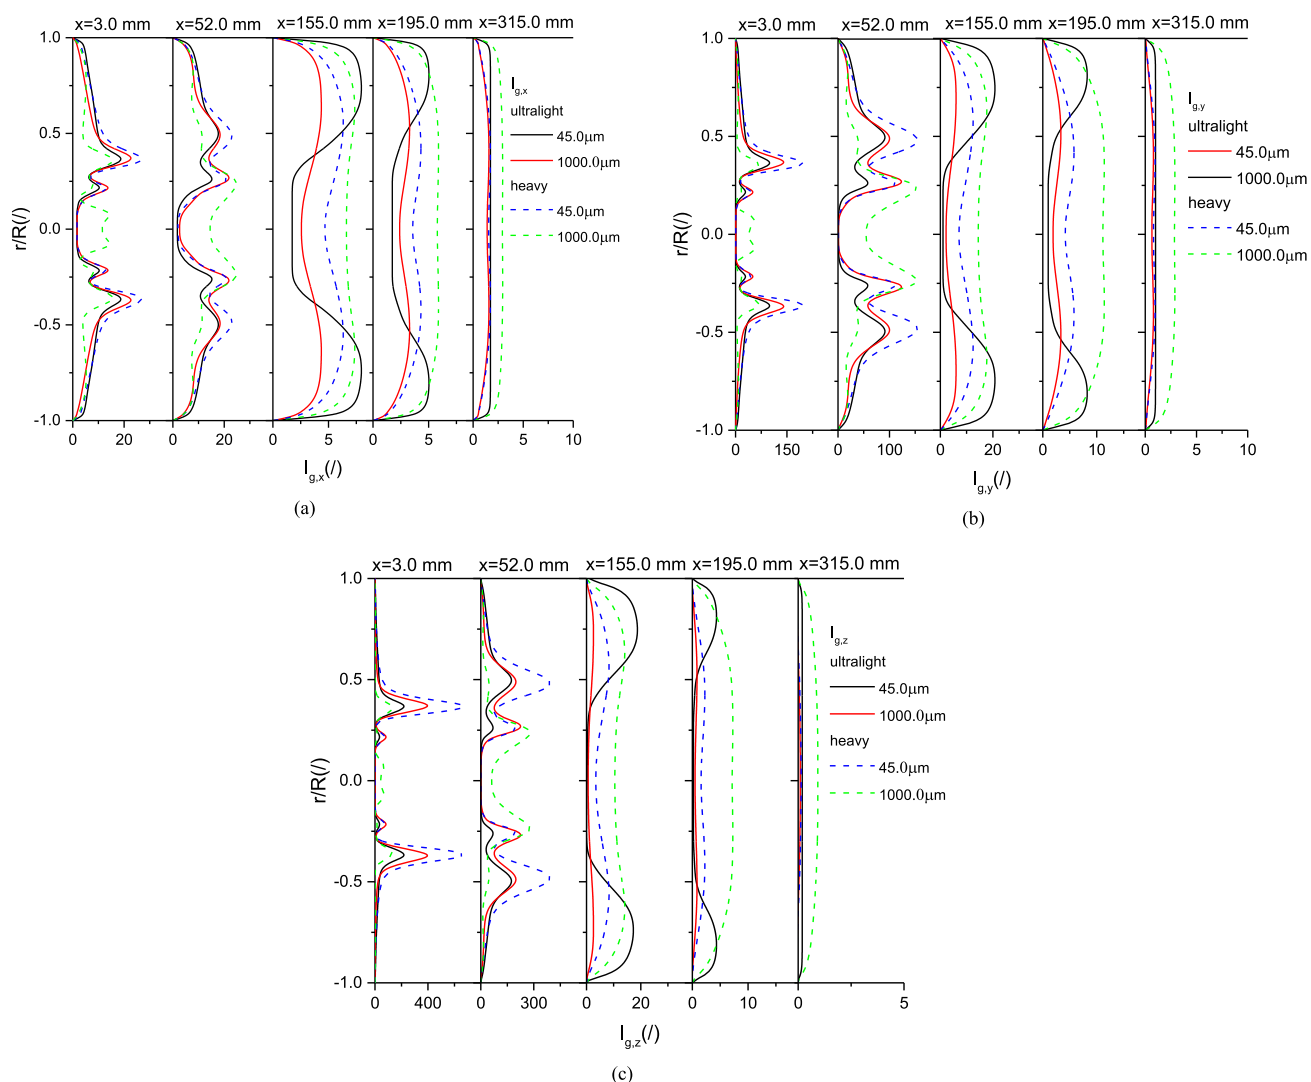 x=3.0 mm x=52.0 mm x=155.0 mm x=195.0 mm x=315.0 mm
1.0
0.5
0.0
-0.5
-1.0
r/R(/)
0 20 0 20 0 5 0 5 0 5 10
I_g,x(/)
I_g,x
ultralight
45.0μm
1000.0μm
heavy
45.0μm
1000.0μm
(a)
x=3.0 mm x=52.0 mm x=155.0 mm x=195.0 mm x=315.0 mm
1.0
0.5
0.0
-0.5
-1.0
r/R(/)
0 150 0 100 0 10 20 0 10 0 5 10
I_g,y(/)
I_g,y
ultralight
45.0μm
1000.0μm
heavy
45.0μm
1000.0μm
(b)
x=3.0 mm x=52.0 mm x=155.0 mm x=195.0 mm x=315.0 mm
1.0
0.5
0.0
-0.5
-1.0
r/R(/)
0 400 0 300 0 20 0 10 0 5
I_g,z(/)
I_g,z
ultralight
45.0μm
1000.0μm
heavy
45.0μm
1000.0μm
(c)